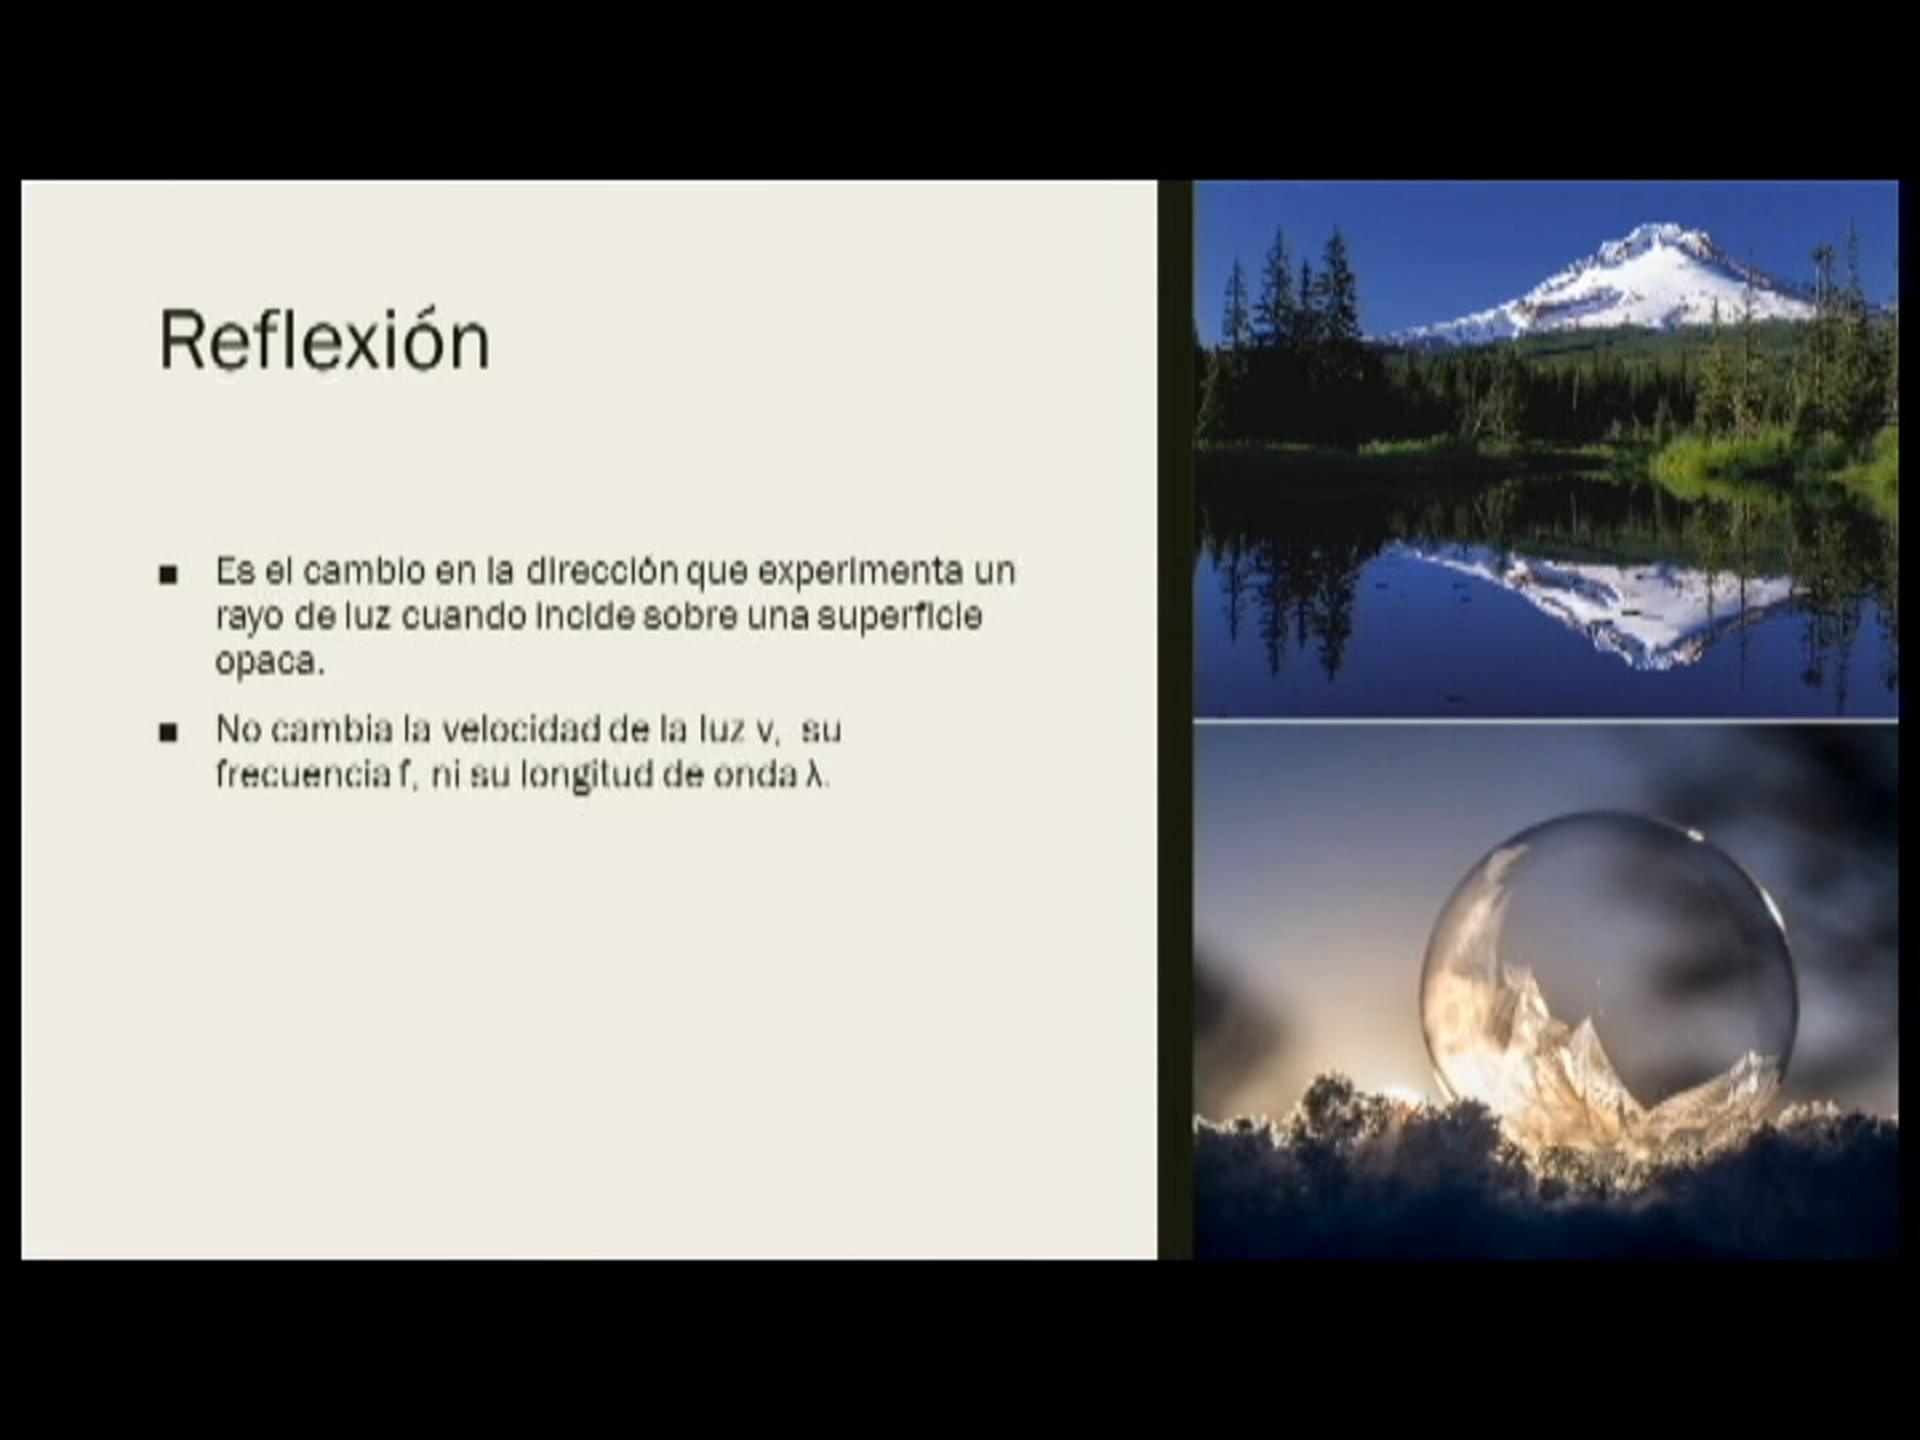 Reflexión
■ Es el cambio en la dirección que experimenta un
rayo de luz cuando incide sobre una superficie
opaca.
■ No cambia la velocidad de la luz v, su
frecuencia f, ni su longitud de onda λ.